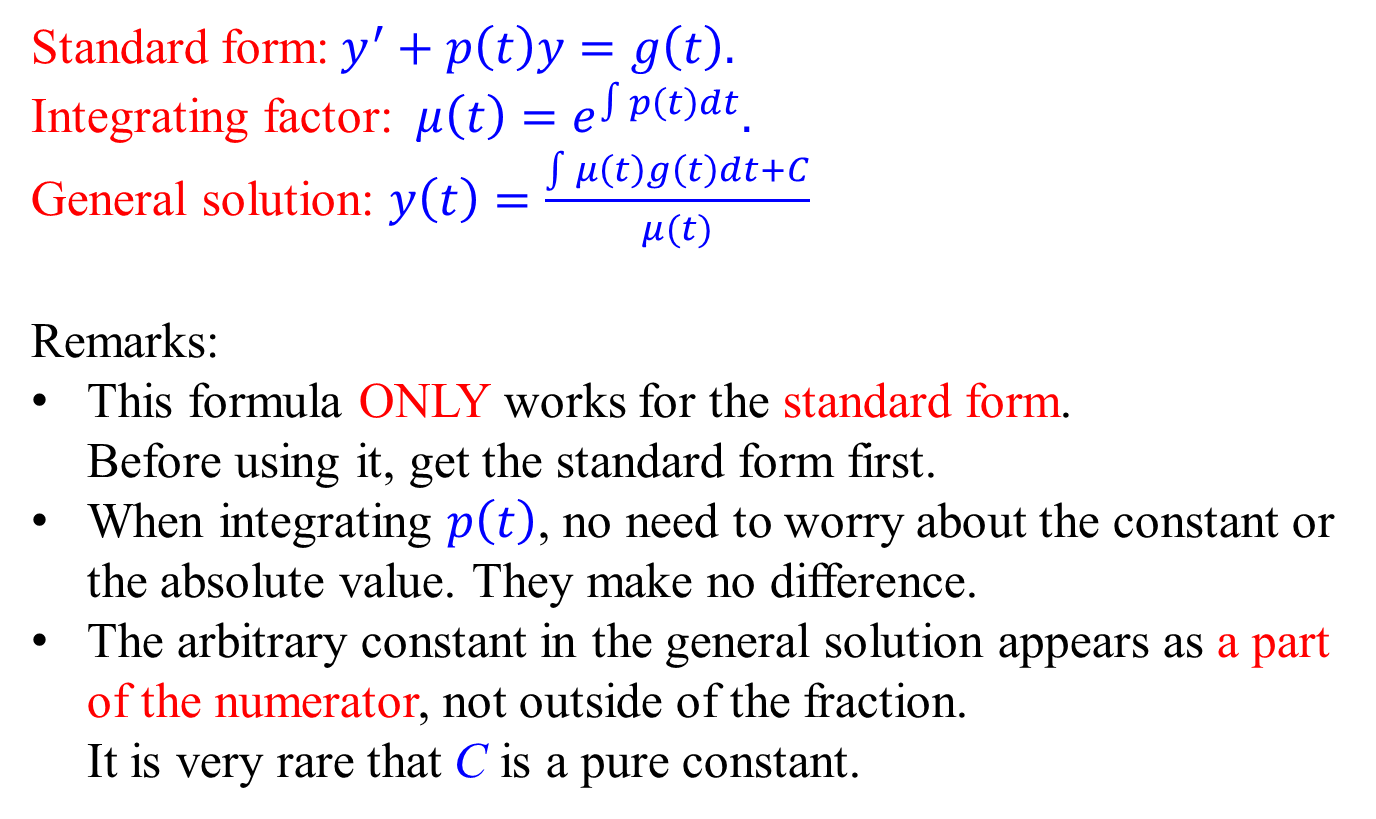 Standard form: y′ + p(t)y = g(t).
Integrating factor: μ(t) = e^{∫ p(t)dt}.
General solution: y(t) = \frac{∫ μ(t)g(t)dt+C}{μ(t)}
Remarks:
• This formula ONLY works for the standard form.
Before using it, get the standard form first.
• When integrating p(t), no need to worry about the constant or
the absolute value. They make no difference.
• The arbitrary constant in the general solution appears as a part
of the numerator, not outside of the fraction.
It is very rare that C is a pure constant.